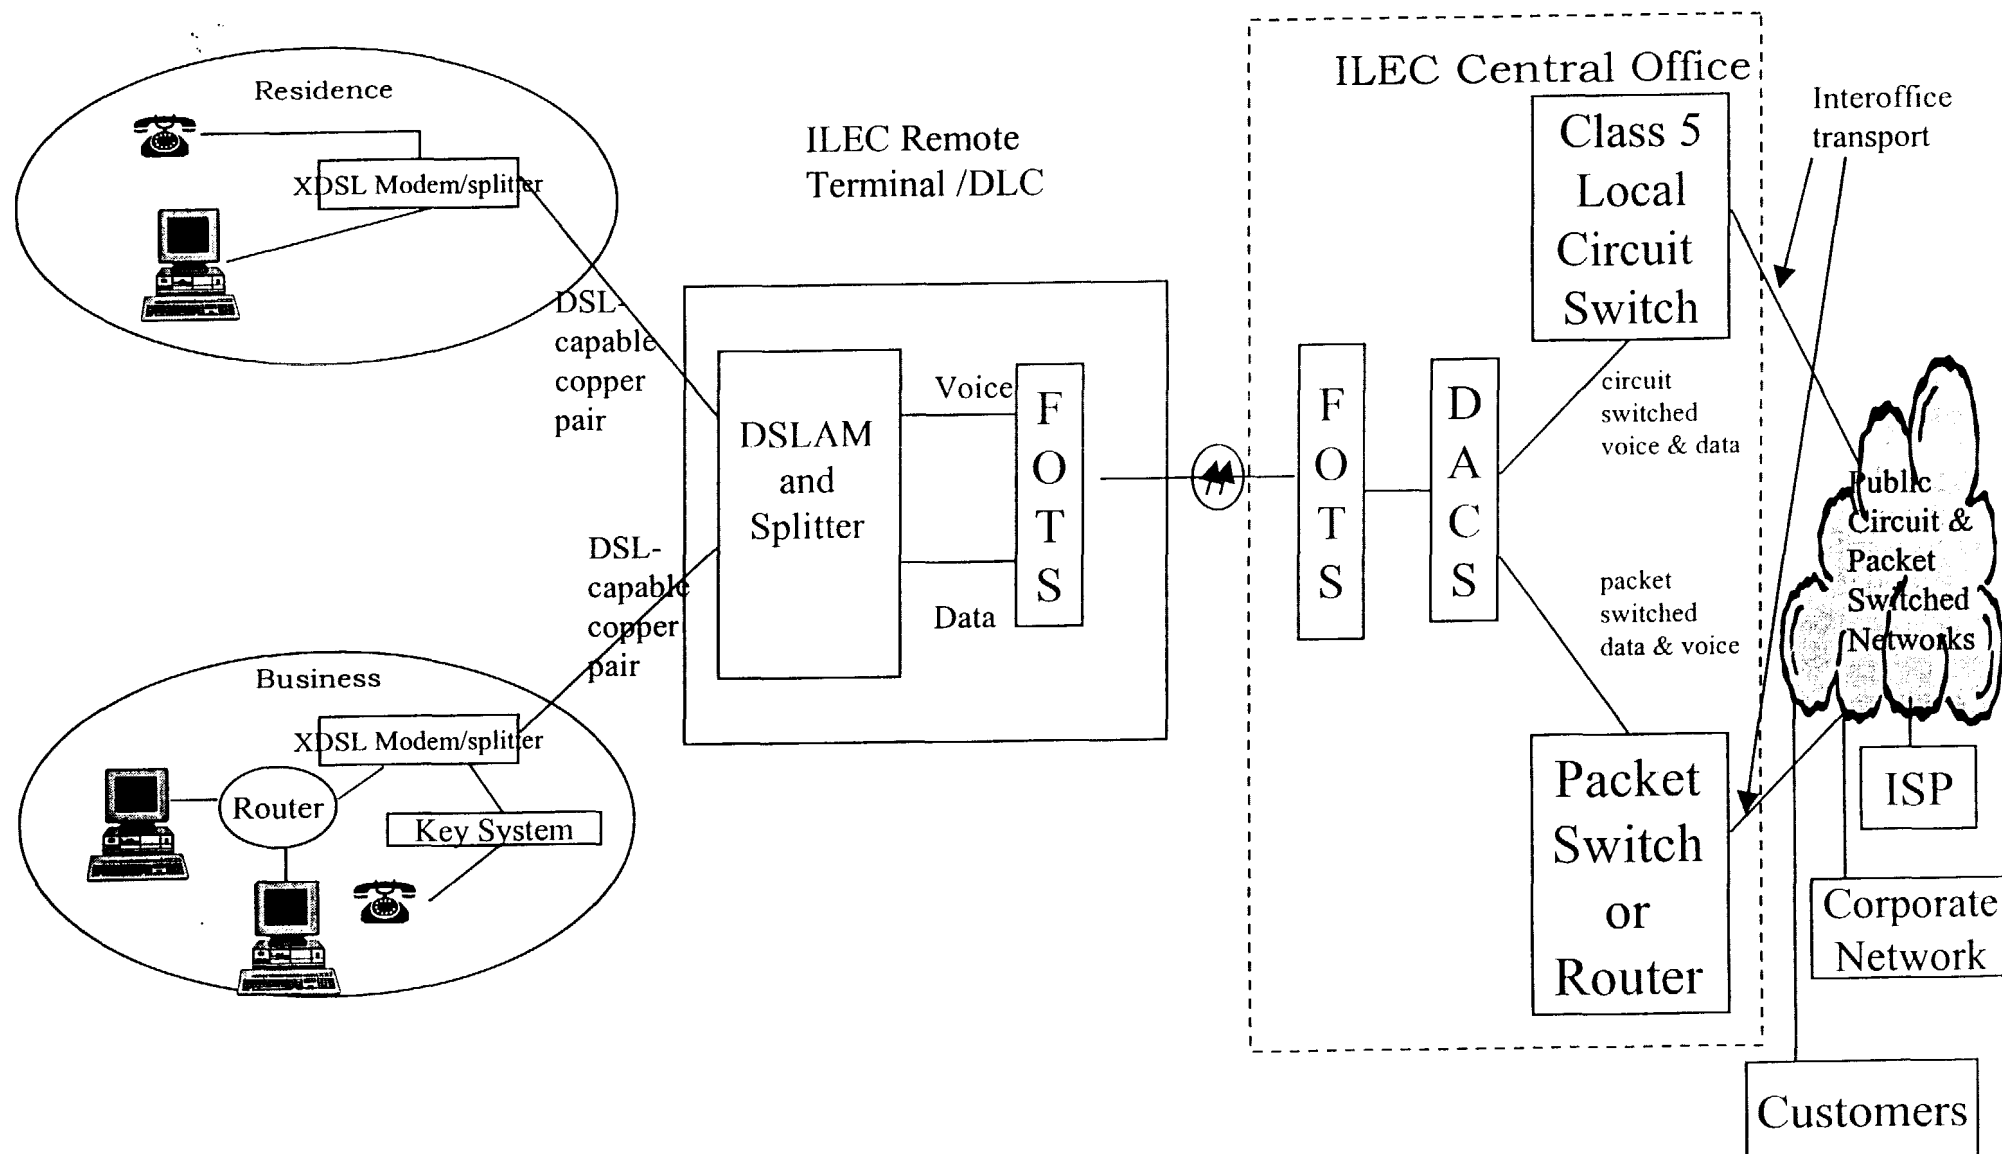 Residence
XDSL Modem/splitter
DSL-
capable
copper
pair
ILEC Remote
Terminal /DLC
DSLAM
and
Splitter
Voice
Data
F
O
T
S
DSL-
capable
copper
pair
Business
XDSL Modem/splitter
Router
Key System
ILEC Central Office
F
O
T
S
D
A
C
S
Class 5
Local
Circuit
Switch
circuit
switched
voice & data
packet
switched
data & voice
Packet
Switch
or
Router
Interoffice
transport
Public
Circuit &
Packet
Switched
Networks
ISP
Corporate
Network
Customers